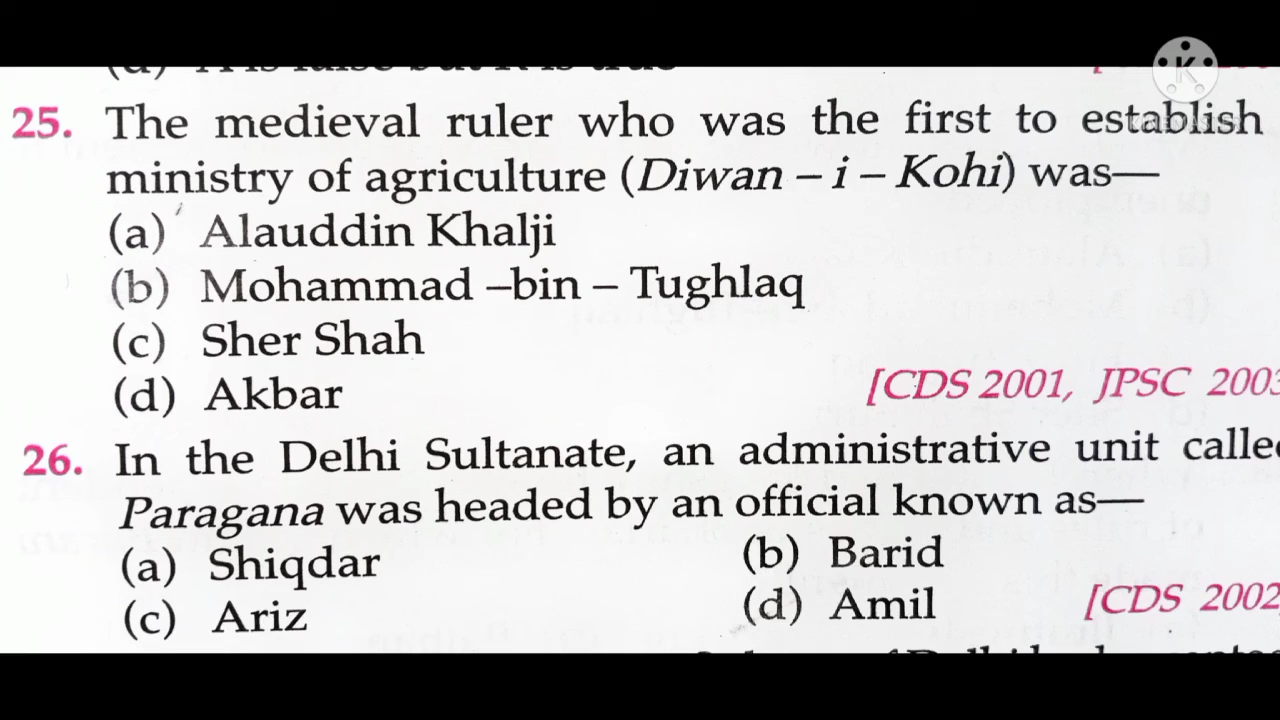 25. The medieval ruler who was the first to establish
ministry of agriculture (Diwan – i – Kohi) was—
(a) Alauddin Khalji
(b) Mohammad –bin – Tughlaq
(c) Sher Shah
(d) Akbar
[CDS 2001, JPSC 2003
26. In the Delhi Sultanate, an administrative unit called
Paragana was headed by an official known as—
(a) Shiqdar (b) Barid
(c) Ariz (d) Amil [CDS 2002